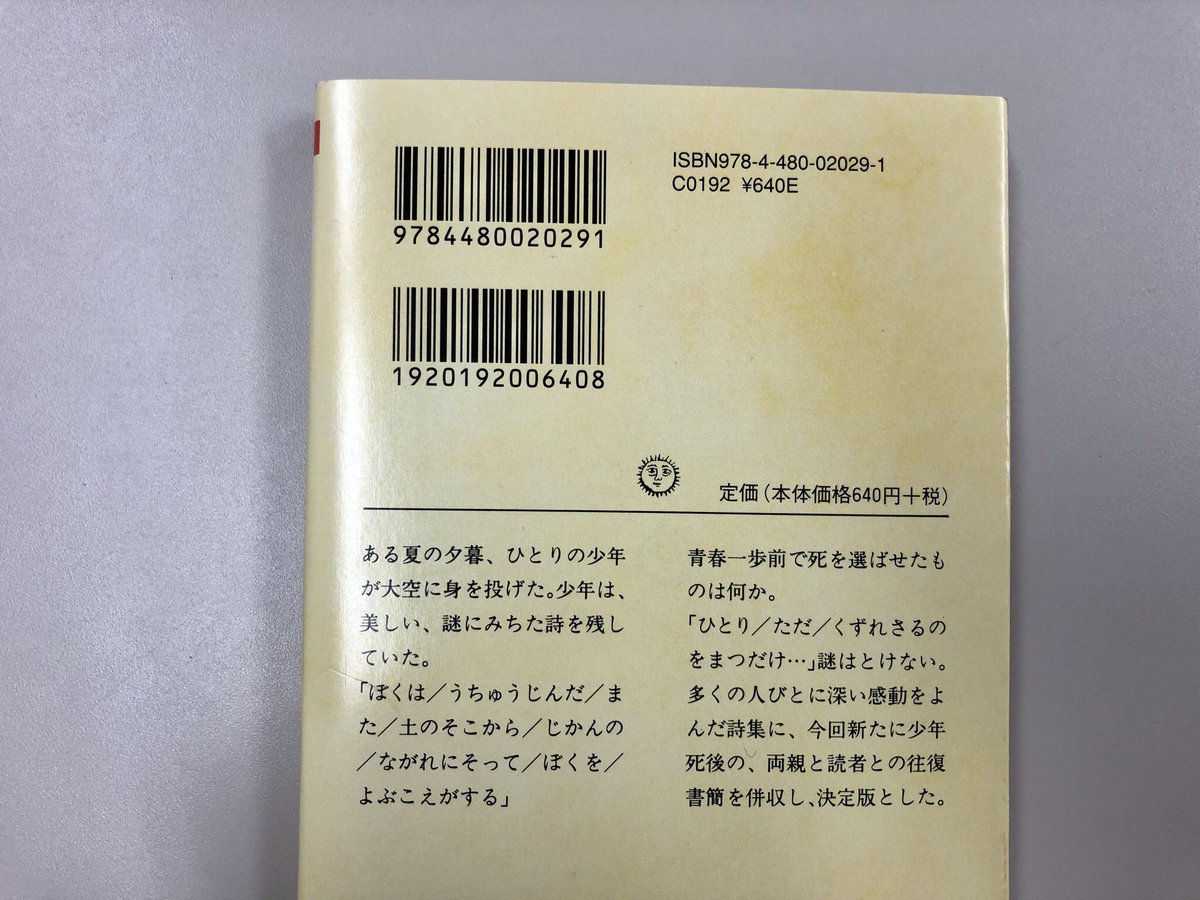 9784480020291
ISBN978-4-480-02029-1
C0192 ¥640E
1920192006408
定価（本体価格640円＋税）
ある夏の夕暮、ひとりの少年
が大空に身を投げた。少年は、
美しい、謎にみちた詩を残し
ていた。
「ぼくは／うちゅうじんだ／ま
た／土のそこから／じかんの
／ながれにそって／ぼくを／
よぶこえがする」
青春一歩前で死を選ばせたも
のは何か。
「ひとり／ただ／くずれさるの
をまつだけ…」謎はとけない。
多くの人びとに深い感動をよ
んだ詩集に、今回新たに少年
死後の、両親と読者との往復
書簡を併収し、決定版とした。